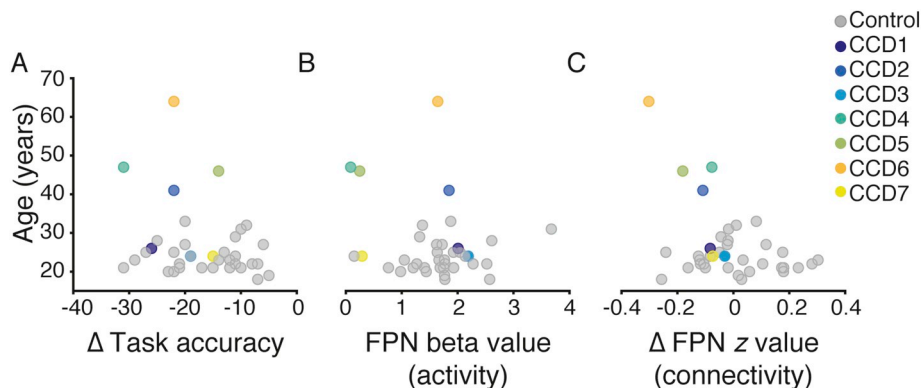 A
B
C
Age (years)
70
60
50
40
30
20
-40
-30
-20
-10
0
Δ Task accuracy
0
1
2
3
4
FPN beta value
(activity)
-0.4
-0.2
0
0.2
0.4
Δ FPN z value
(connectivity)
Control
CCD1
CCD2
CCD3
CCD4
CCD5
CCD6
CCD7